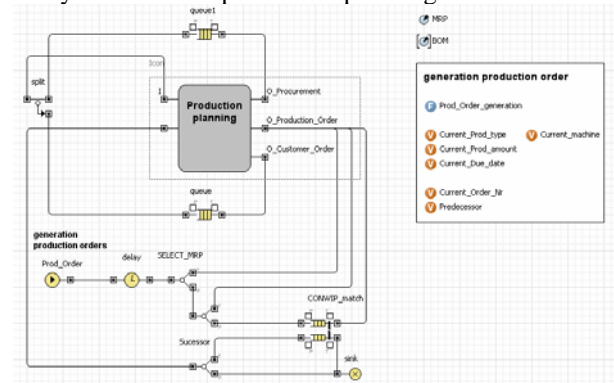 queue1
MRP
BOM
Icon
split
I
O_Procurement
Production
planning
O_Production_Order
O_Customer_Order
generation production order
Prod_Order_generation
Current_Prod_type
Current_machine
Current_Prod_amount
Current_Due_date
Current_Order_Nr
Predecessor
queue
generation
production orders
Prod_Order
delay
SELECT_MRP
CONWIP_match
Sucessor
sink